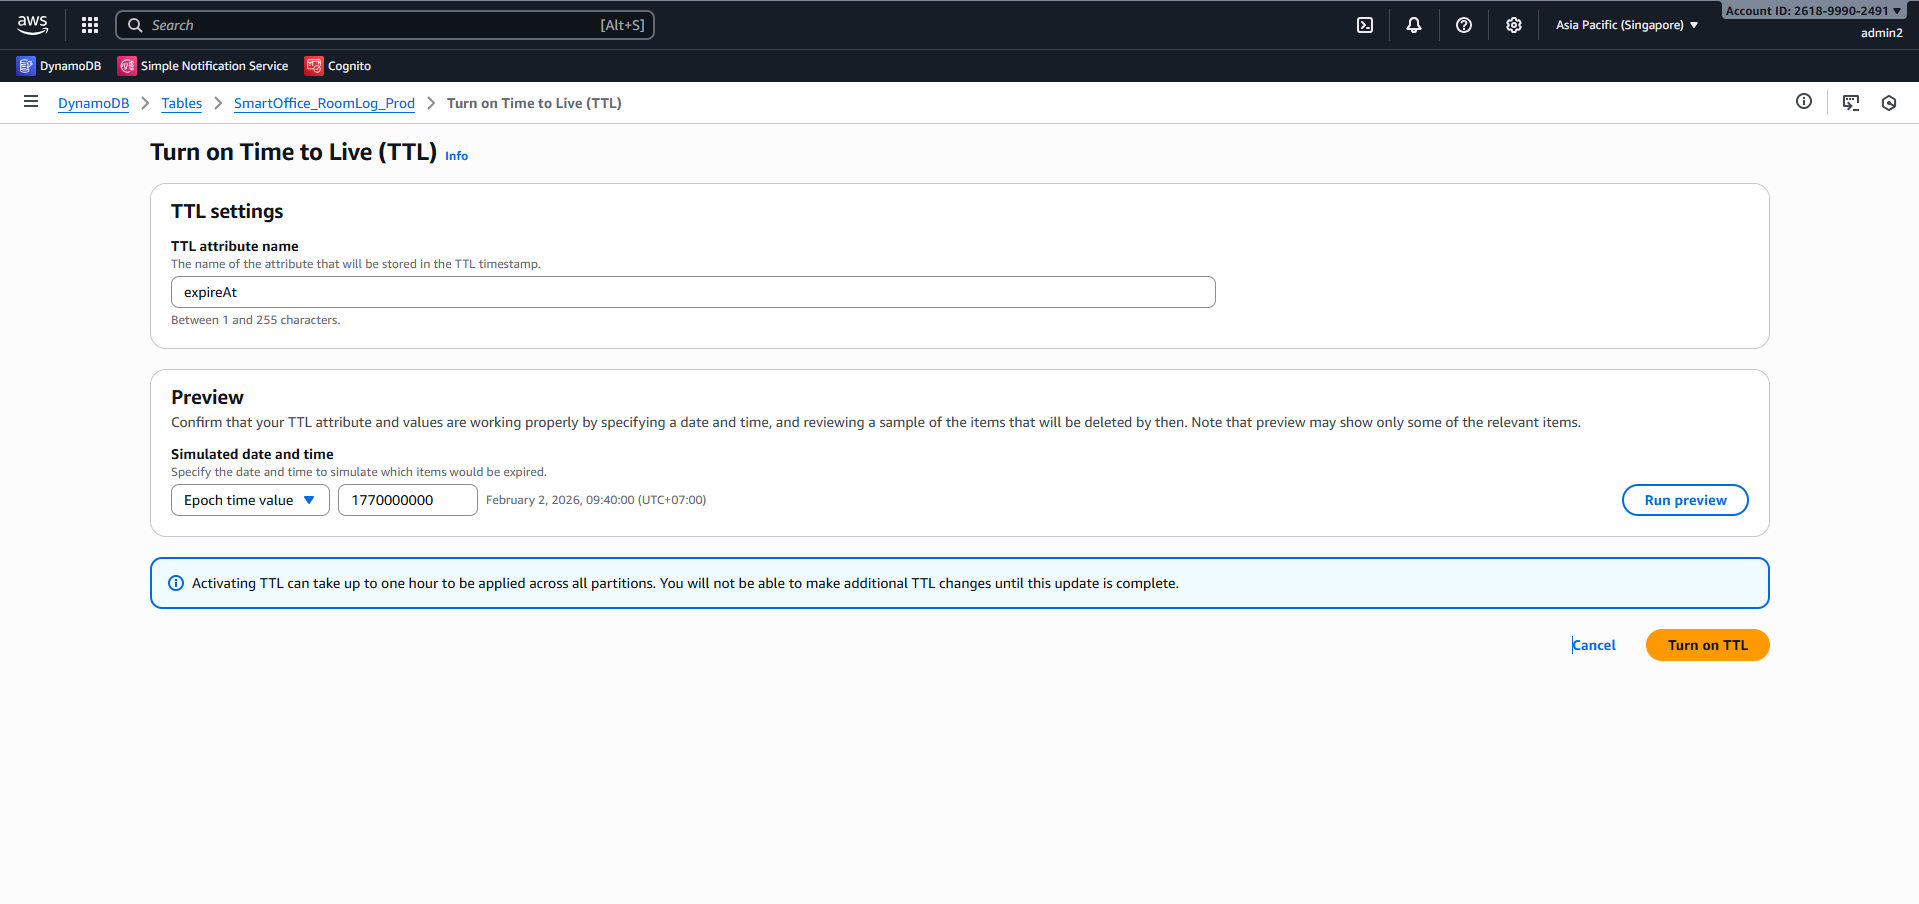 aws
Search [Alt+S]
Asia Pacific (Singapore)
Account ID: 2618-9990-2491
admin2
DynamoDB
Simple Notification Service
Cognito
DynamoDB
Tables
SmartOffice_RoomLog_Prod
Turn on Time to Live (TTL)
Turn on Time to Live (TTL) Info
TTL settings
TTL attribute name
The name of the attribute that will be stored in the TTL timestamp.
expireAt
Between 1 and 255 characters.
Preview
Confirm that your TTL attribute and values are working properly by specifying a date and time, and reviewing a sample of the items that will be deleted by then. Note that preview may show only some of the relevant items.
Simulated date and time
Specify the date and time to simulate which items would be expired.
Epoch time value
1770000000
February 2, 2026, 09:40:00 (UTC+07:00)
Run preview
Activating TTL can take up to one hour to be applied across all partitions. You will not be able to make additional TTL changes until this update is complete.
Cancel
Turn on TTL